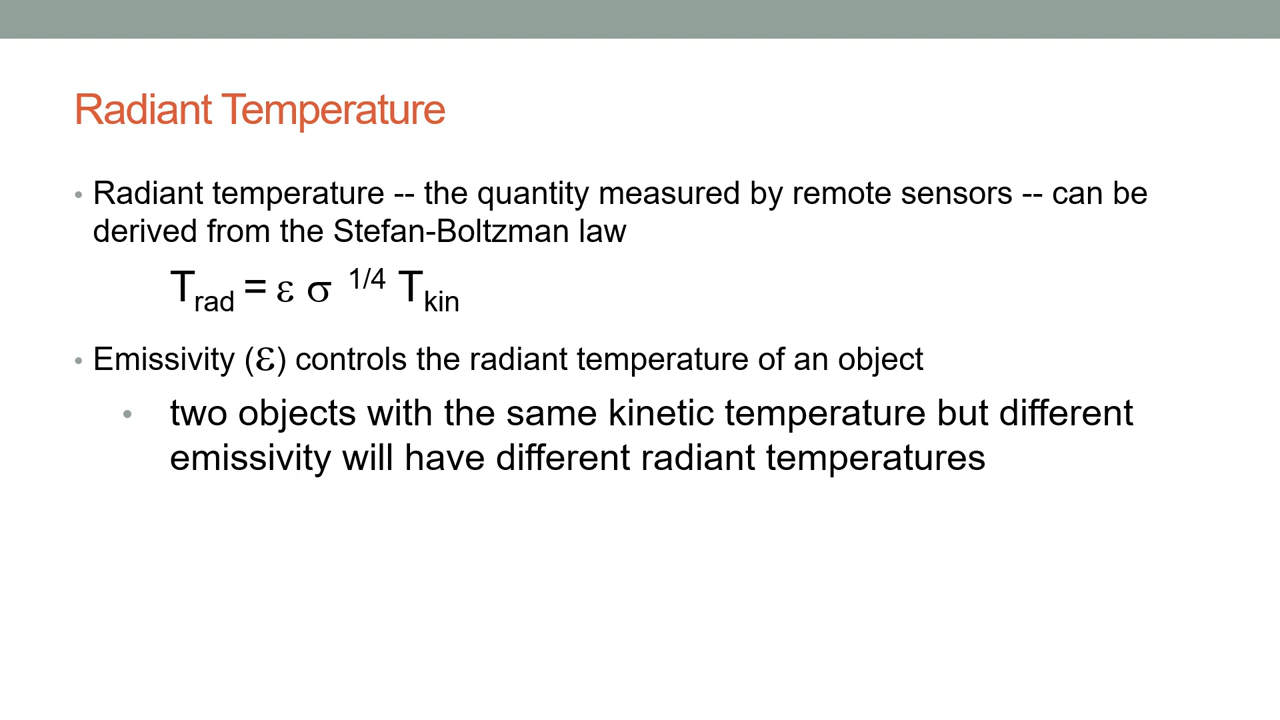 Radiant Temperature
• Radiant temperature -- the quantity measured by remote sensors -- can be
derived from the Stefan-Boltzman law
T_rad = ε σ ^1/4 T_kin
• Emissivity (ε) controls the radiant temperature of an object
• two objects with the same kinetic temperature but different
emissivity will have different radiant temperatures